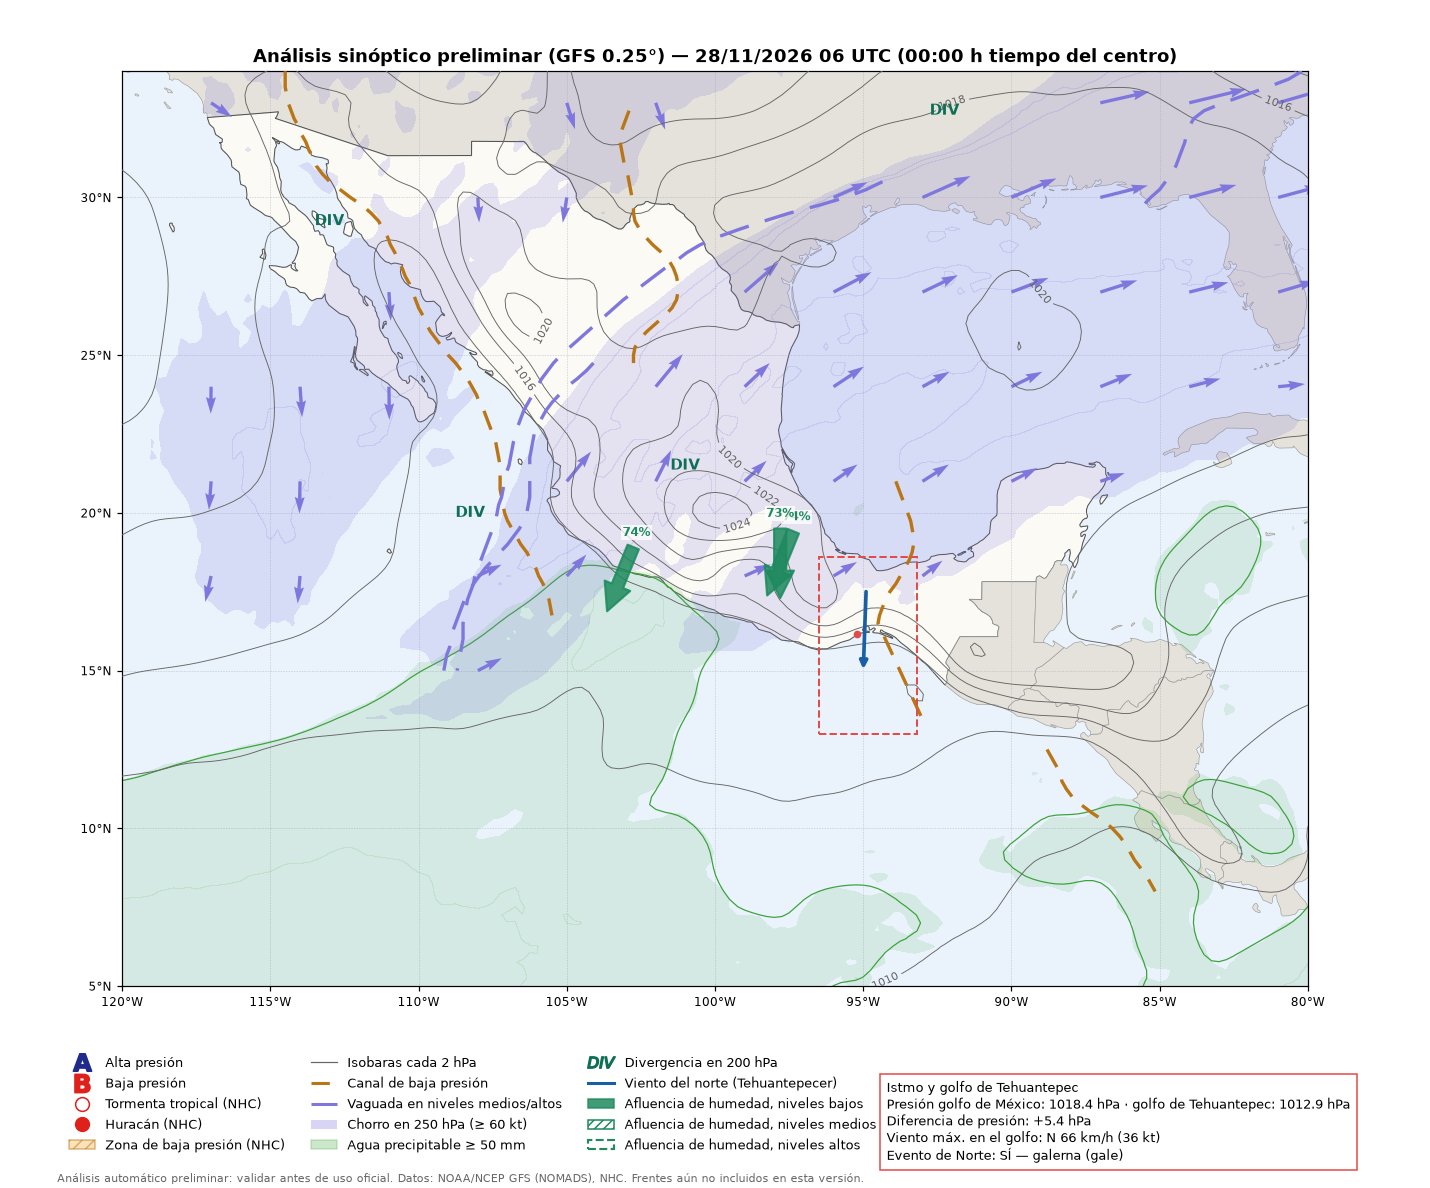 Análisis sinóptico preliminar (GFS 0.25°) — 28/11/2026 06 UTC (00:00 h tiempo del centro)
1018
DIV
1016
30°N
DIV
1020
1020
25°N
1016
1020
DIV
1022
20°N
DIV
1024
74%
73%
15°N
10°N
1010
5°N
120°W 115°W 110°W 105°W 100°W 95°W 90°W 85°W 80°W
A Alta presión
B Baja presión
Tormenta tropical (NHC)
Huracán (NHC)
Zona de baja presión (NHC)
Isobaras cada 2 hPa
Canal de baja presión
Vaguada en niveles medios/altos
Chorro en 250 hPa (≥ 60 kt)
Agua precipitable ≥ 50 mm
DIV Divergencia en 200 hPa
Viento del norte (Tehuantepecer)
Afluencia de humedad, niveles bajos
Afluencia de humedad, niveles medios
Afluencia de humedad, niveles altos
Istmo y golfo de Tehuantepec
Presión golfo de México: 1018.4 hPa · golfo de Tehuantepec: 1012.9 hPa
Diferencia de presión: +5.4 hPa
Viento máx. en el golfo: N 66 km/h (36 kt)
Evento de Norte: SÍ — galerna (gale)
Análisis automático preliminar: validar antes de uso oficial. Datos: NOAA/NCEP GFS (NOMADS), NHC. Frentes aún no incluidos en esta versión.